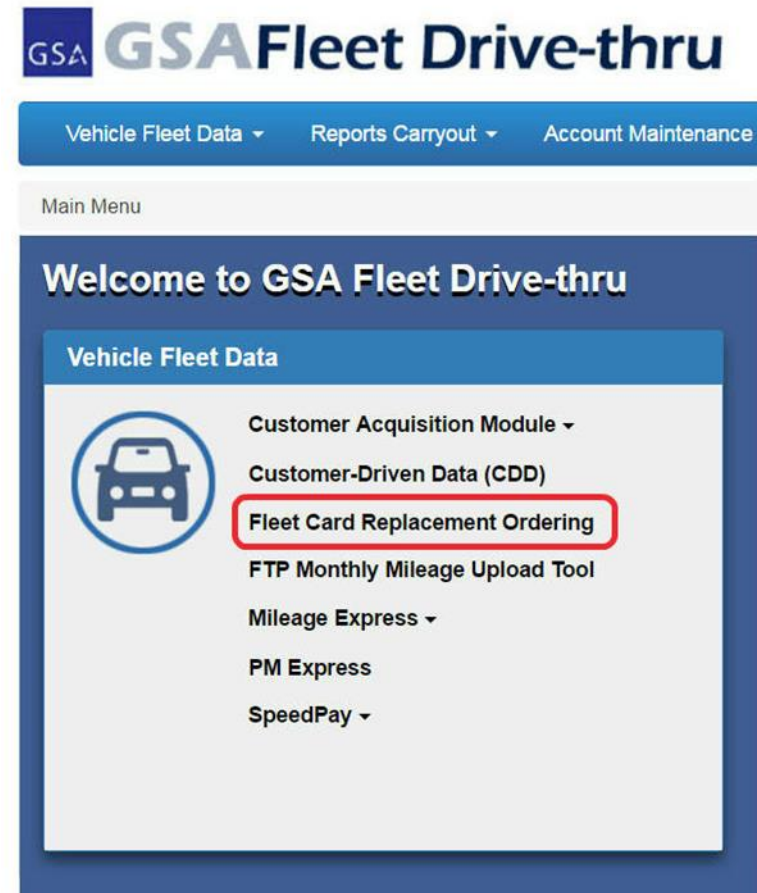 GSA GSAFleet Drive-thru
Vehicle Fleet Data Reports Carryout Account Maintenance
Main Menu
Welcome to GSA Fleet Drive-thru
Vehicle Fleet Data
Customer Acquisition Module
Customer-Driven Data (CDD)
Fleet Card Replacement Ordering
FTP Monthly Mileage Upload Tool
Mileage Express
PM Express
SpeedPay